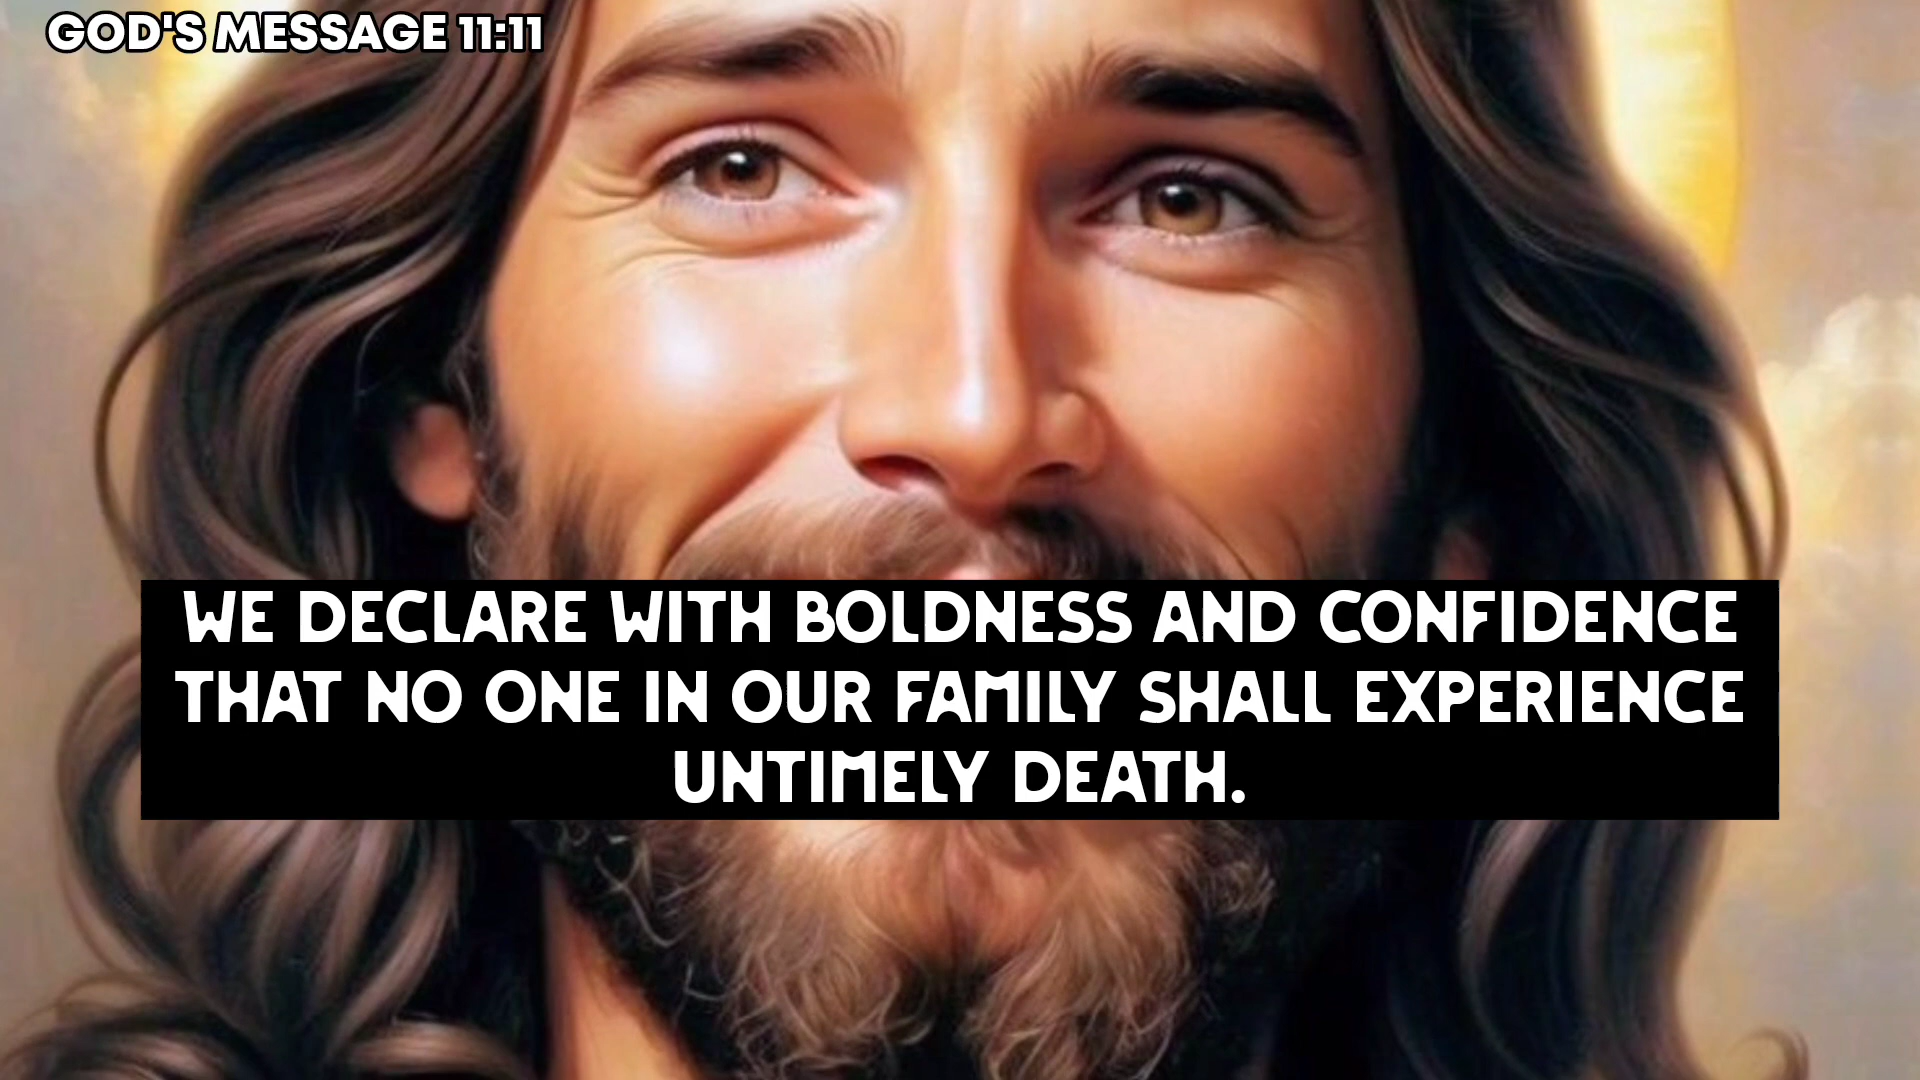 GOD'S MESSAGE 11:11
WE DECLARE WITH BOLDNESS AND CONFIDENCE
THAT NO ONE IN OUR FAMILY SHALL EXPERIENCE
UNTIMELY DEATH.